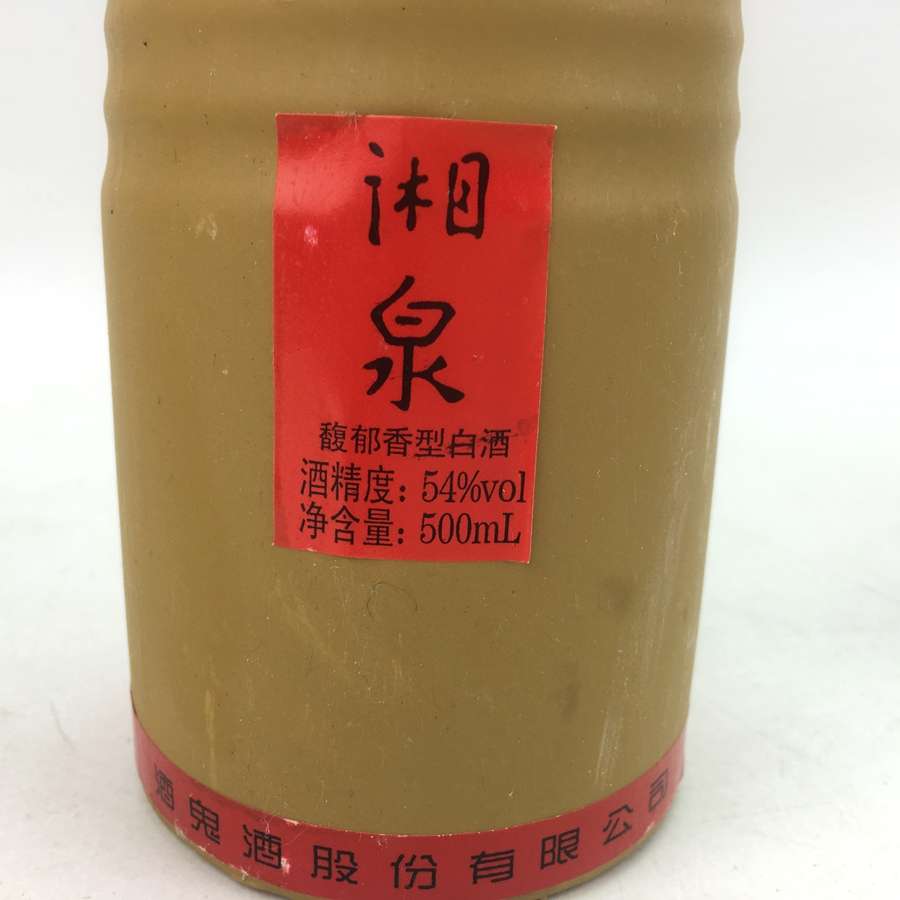 湘
泉
馥郁香型白酒
酒精度：54%vol
净含量：500mL
酒鬼酒股份有限公司